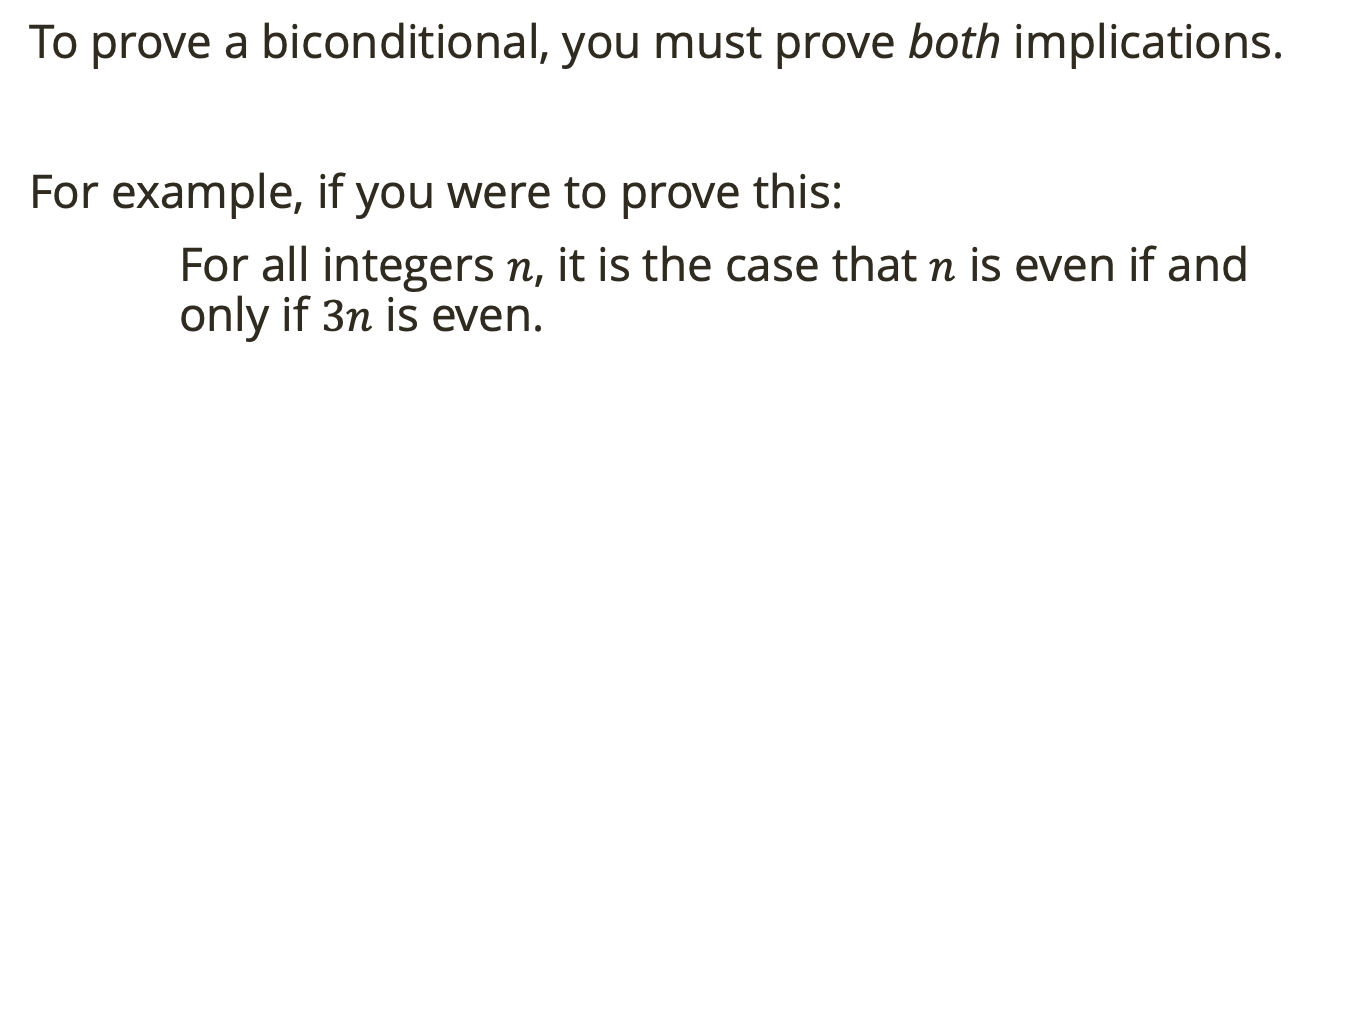 To prove a biconditional, you must prove both implications.
For example, if you were to prove this:
For all integers n, it is the case that n is even if and
only if 3n is even.